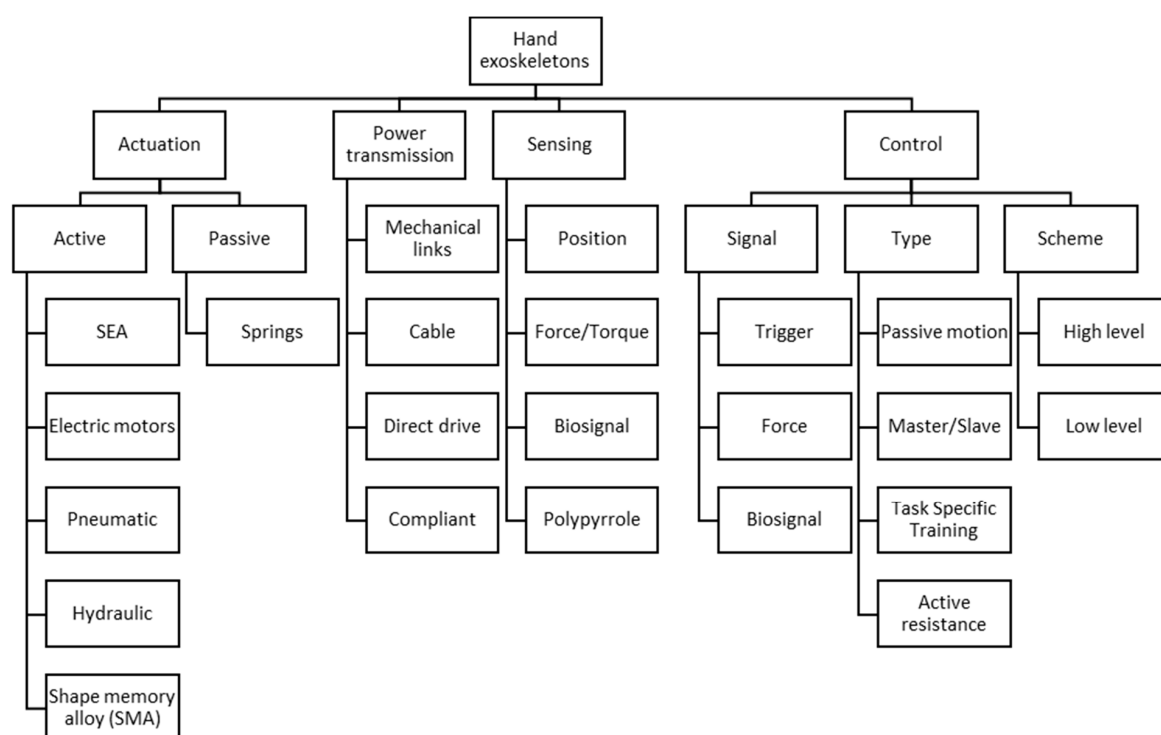 Hand
exoskeletons
Actuation
Power
transmission
Sensing
Control
Active
Passive
Mechanical
links
Position
Signal
Type
Scheme
SEA
Springs
Cable
Force/Torque
Trigger
Passive motion
High level
Electric motors
Direct drive
Biosignal
Force
Master/Slave
Low level
Pneumatic
Compliant
Polypyrrole
Biosignal
Task Specific
Training
Hydraulic
Active
resistance
Shape memory
alloy (SMA)